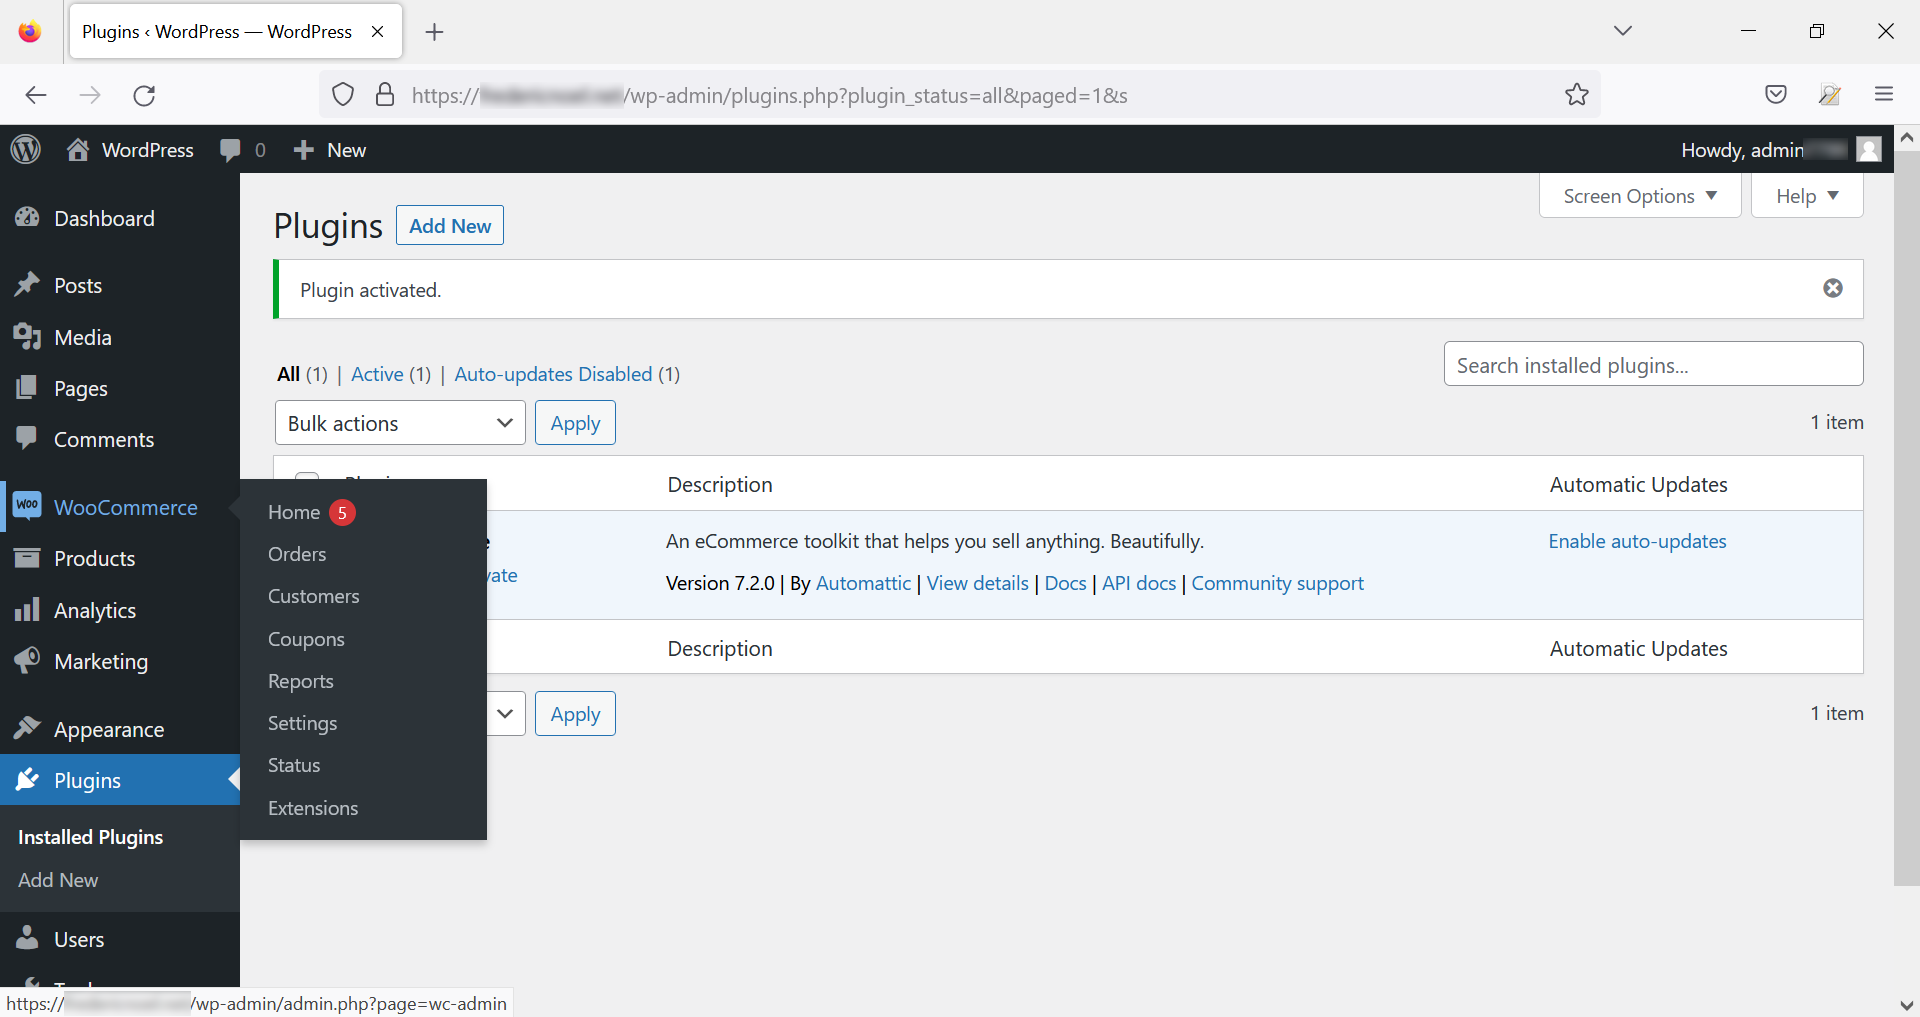 Plugins ‹ WordPress — WordPress
https:// /wp-admin/plugins.php?plugin_status=all&paged=1&s
WordPress 0 New
Howdy, admin
Screen Options Help
Dashboard
Posts
Media
Pages
Comments
WOO WooCommerce
Products
Analytics
Marketing
Appearance
Plugins
Installed Plugins
Add New
Users
Home 5
Orders
Customers
Coupons
Reports
Settings
Status
Extensions
Plugins Add New
Plugin activated.
All (1) | Active (1) | Auto-updates Disabled (1)
Search installed plugins...
Bulk actions Apply
1 item
Description Automatic Updates
An eCommerce toolkit that helps you sell anything. Beautifully. Enable auto-updates
Version 7.2.0 | By Automattic | View details | Docs | API docs | Community support
Description Automatic Updates
Apply
1 item
https:// /wp-admin/admin.php?page=wc-admin